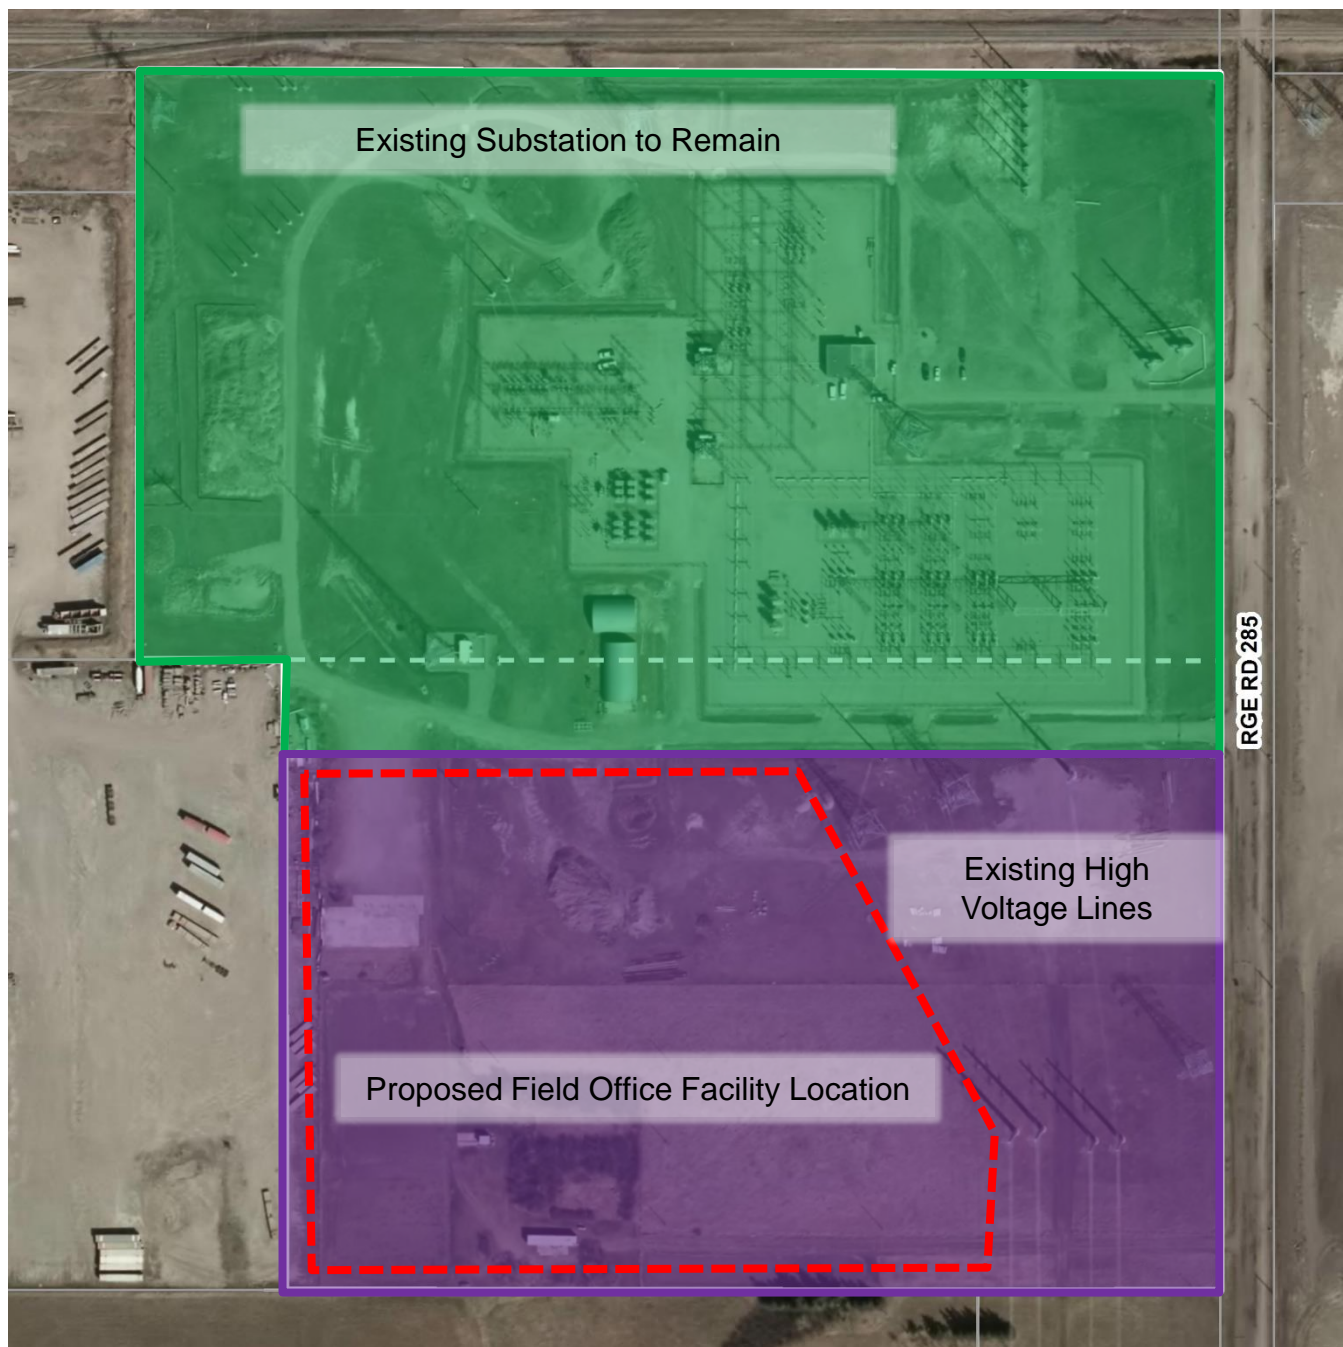 Existing Substation to Remain
RGE RD 285
Existing High
Voltage Lines
Proposed Field Office Facility Location